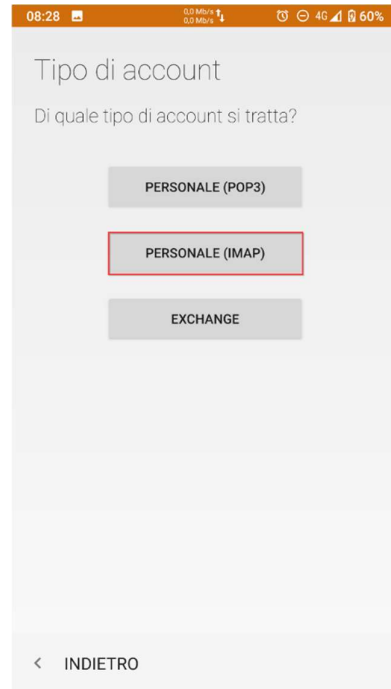 08:28 0,0 Mb/s 0,0 Mb/s 4G 60%
Tipo di account
Di quale tipo di account si tratta?
PERSONALE (POP3)
PERSONALE (IMAP)
EXCHANGE
INDIETRO